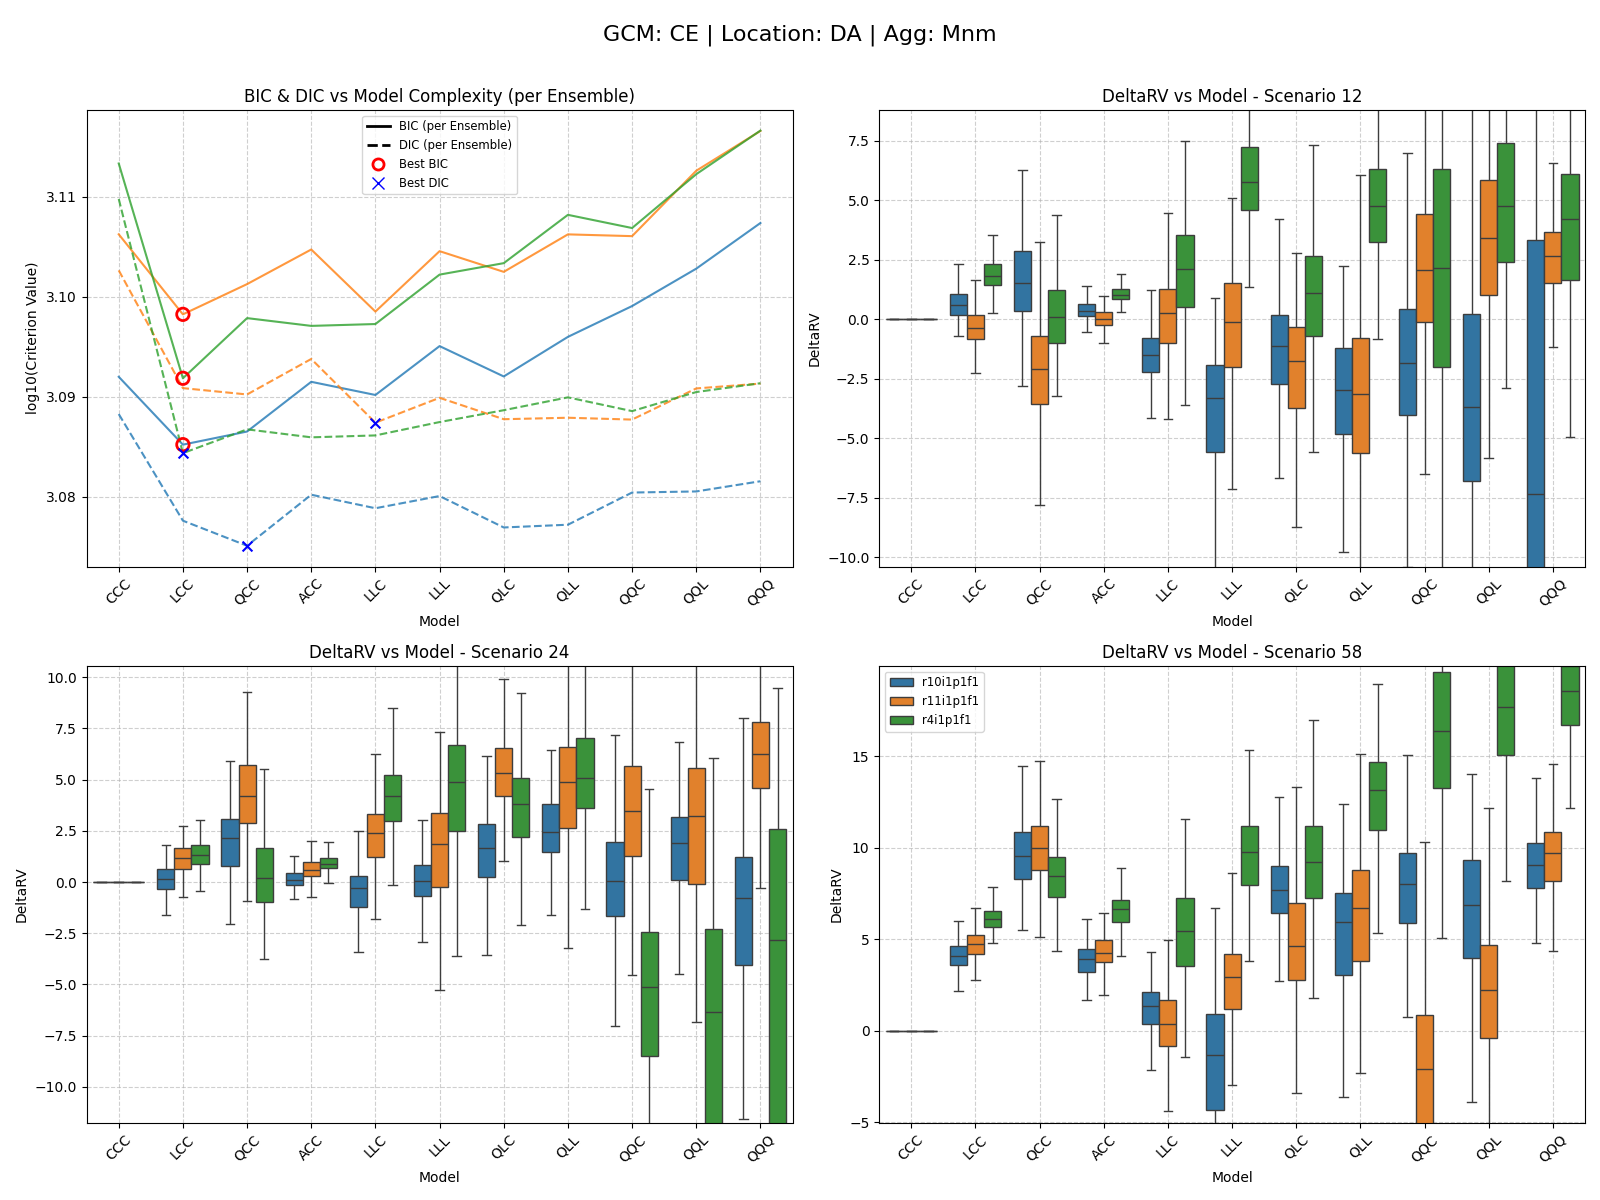 GCM: CE | Location: DA | Agg: Mnm
BIC & DIC vs Model Complexity (per Ensemble)
BIC (per Ensemble)
DIC (per Ensemble)
Best BIC
Best DIC
log10(Criterion Value)
3.11
3.10
3.09
3.08
CCC
LCC
QCC
ACC
LLC
LLL
QLC
QLL
QQC
QQL
QQQ
Model
DeltaRV vs Model - Scenario 12
DeltaRV
7.5
5.0
2.5
0.0
−2.5
−5.0
−7.5
−10.0
CCC
LCC
QCC
ACC
LLC
LLL
QLC
QLL
QQC
QQL
QQQ
Model
DeltaRV vs Model - Scenario 24
DeltaRV
10.0
7.5
5.0
2.5
0.0
−2.5
−5.0
−7.5
−10.0
CCC
LCC
QCC
ACC
LLC
LLL
QLC
QLL
QQC
QQL
QQQ
Model
DeltaRV vs Model - Scenario 58
r10i1p1f1
r11i1p1f1
r4i1p1f1
DeltaRV
15
10
5
0
−5
CCC
LCC
QCC
ACC
LLC
LLL
QLC
QLL
QQC
QQL
QQQ
Model